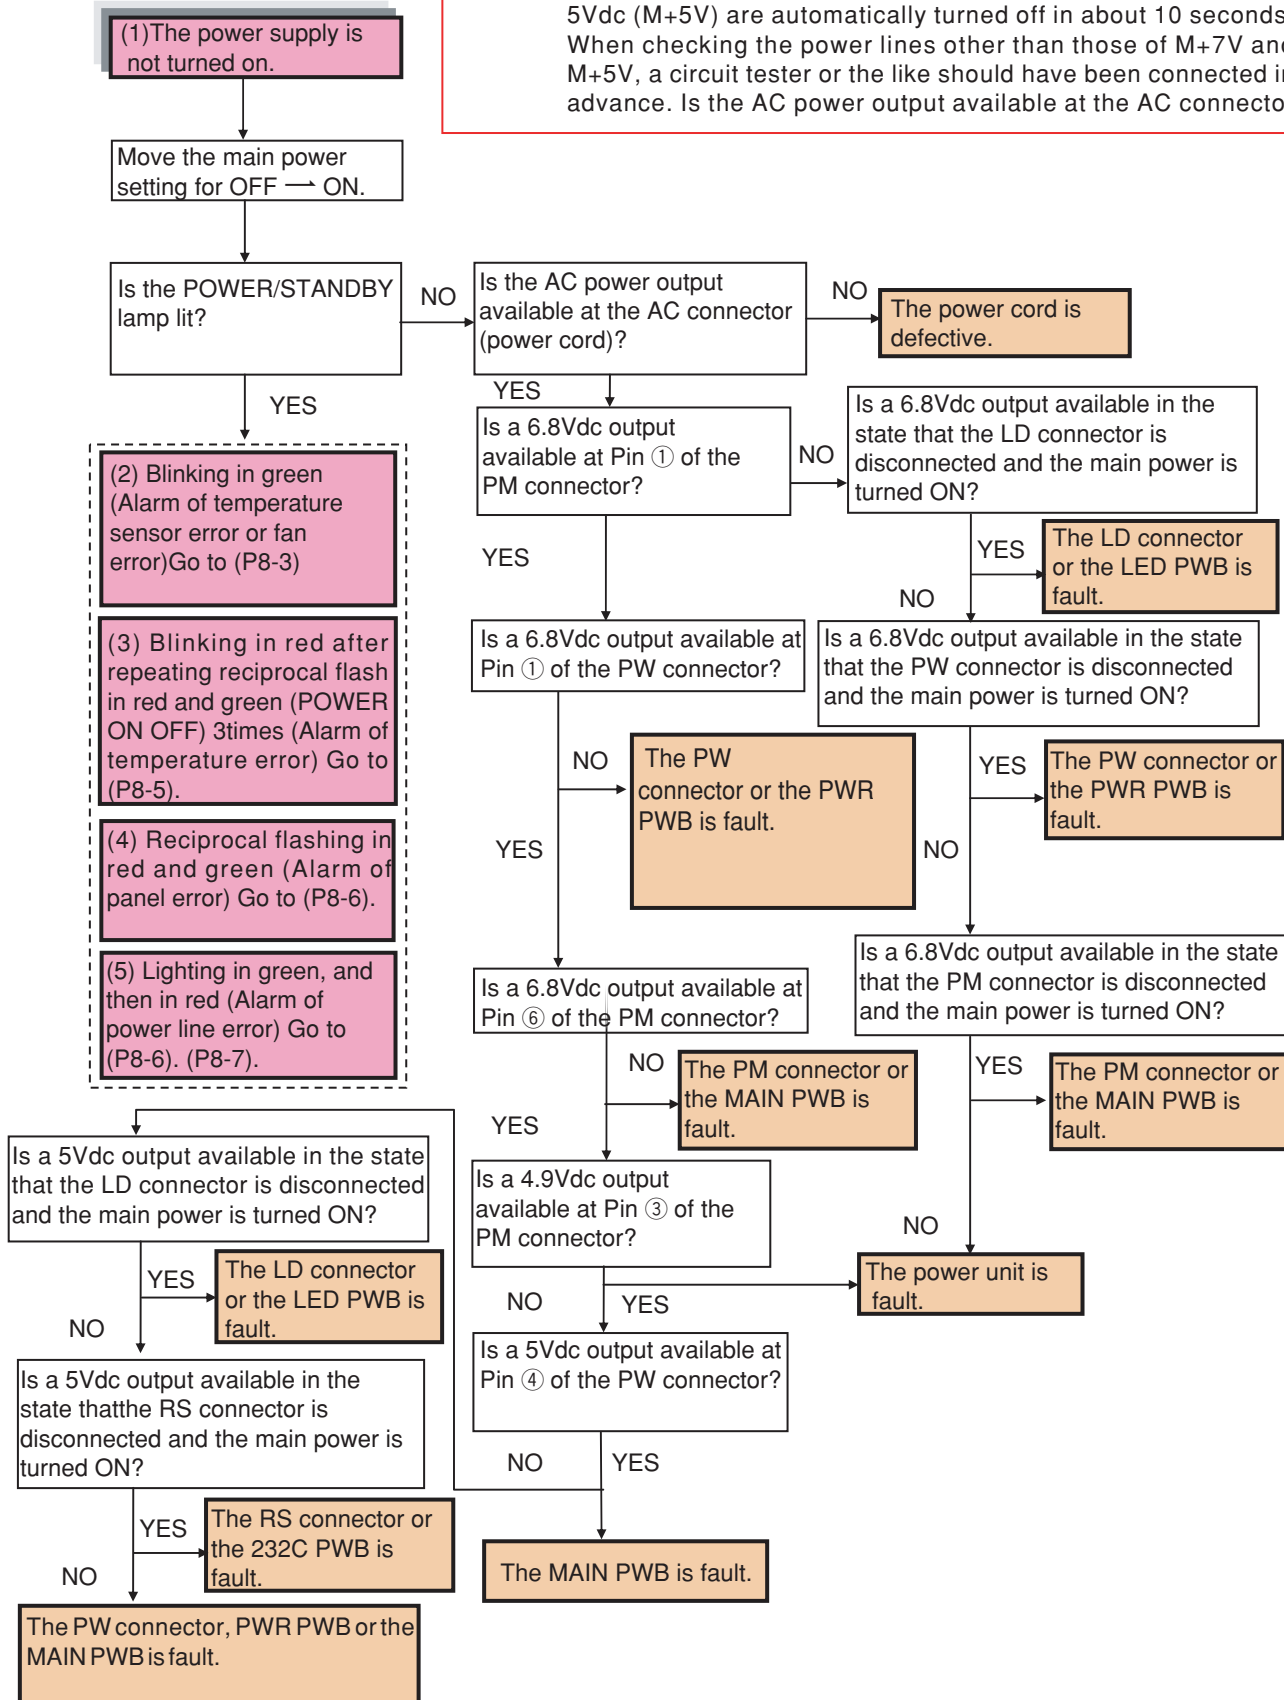 5Vdc (M+5V) are automatically turned off in about 10 seconds
When checking the power lines other than those of M+7V and
M+5V, a circuit tester or the like should have been connected in
advance. Is the AC power output available at the AC connecto
(1)The power supply is
not turned on.
Move the main power
setting for OFF → ON.
Is the POWER/STANDBY
lamp lit?
NO
Is the AC power output
available at the AC connector
(power cord)?
NO
The power cord is
defective.
YES
YES
Is a 6.8Vdc output
available at Pin ① of the
PM connector?
NO
Is a 6.8Vdc output available in the
state that the LD connector is
disconnected and the main power is
turned ON?
(2) Blinking in green
(Alarm of temperature
sensor error or fan
error)Go to (P8-3)
YES
YES
The LD connector
or the LED PWB is
fault.
NO
(3) Blinking in red after
repeating reciprocal flash
in red and green (POWER
ON OFF) 3times (Alarm of
temperature error) Go to
(P8-5).
Is a 6.8Vdc output available at
Pin ① of the PW connector?
Is a 6.8Vdc output available in the state
that the PW connector is disconnected
and the main power is turned ON?
NO
The PW
connector or the PWR
PWB is fault.
YES
The PW connector or
the PWR PWB is
fault.
YES
NO
(4) Reciprocal flashing in
red and green (Alarm of
panel error) Go to (P8-6).
(5) Lighting in green, and
then in red (Alarm of
power line error) Go to
(P8-6). (P8-7).
Is a 6.8Vdc output available at
Pin ⑥ of the PM connector?
Is a 6.8Vdc output available in the state
that the PM connector is disconnected
and the main power is turned ON?
NO
The PM connector or
the MAIN PWB is
fault.
YES
The PM connector or
the MAIN PWB is
fault.
YES
Is a 5Vdc output available in the state
that the LD connector is disconnected
and the main power is turned ON?
Is a 4.9Vdc output
available at Pin ③ of the
PM connector?
NO
YES
The LD connector
or the LED PWB is
fault.
NO
The power unit is
fault.
NO
YES
Is a 5Vdc output available at
Pin ④ of the PW connector?
Is a 5Vdc output available in the
state thatthe RS connector is
disconnected and the main power is
turned ON?
NO
YES
YES
The RS connector or
the 232C PWB is
fault.
NO
The MAIN PWB is fault.
The PW connector, PWR PWB or the
MAIN PWB is fault.